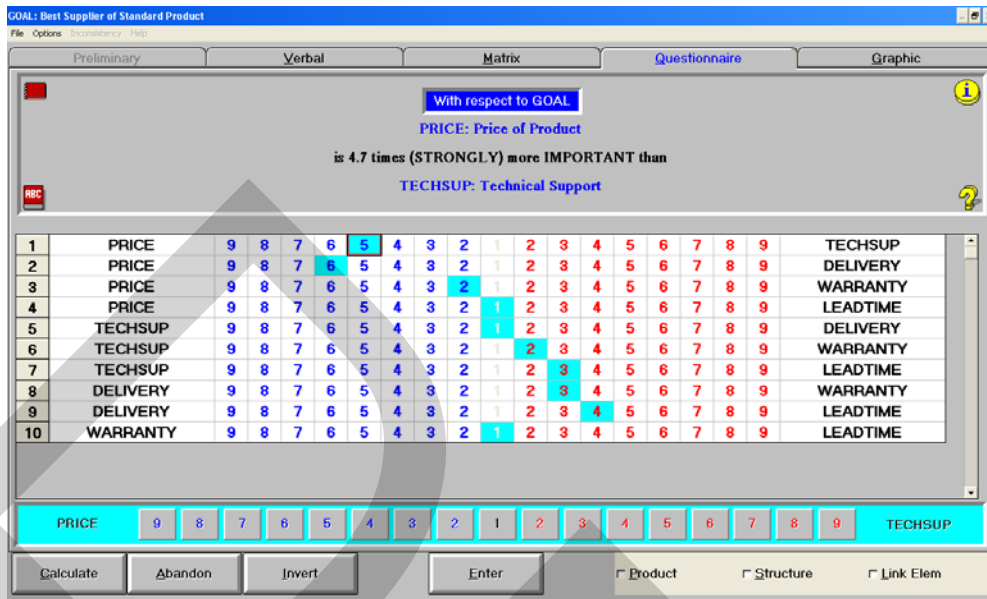 GOAL: Best Supplier of Standard Product
File Options Inconsistency Help
Preliminary Verbal Matrix Questionnaire Graphic
With respect to GOAL
PRICE: Price of Product
is 4.7 times (STRONGLY) more IMPORTANT than
TECHSUP: Technical Support
ABC
1 PRICE 9 8 7 6 5 4 3 2 1 2 3 4 5 6 7 8 9 TECHSUP
2 PRICE 9 8 7 6 5 4 3 2 1 2 3 4 5 6 7 8 9 DELIVERY
3 PRICE 9 8 7 6 5 4 3 2 1 2 3 4 5 6 7 8 9 WARRANTY
4 PRICE 9 8 7 6 5 4 3 2 1 2 3 4 5 6 7 8 9 LEADTIME
5 TECHSUP 9 8 7 6 5 4 3 2 1 2 3 4 5 6 7 8 9 DELIVERY
6 TECHSUP 9 8 7 6 5 4 3 2 1 2 3 4 5 6 7 8 9 WARRANTY
7 TECHSUP 9 8 7 6 5 4 3 2 1 2 3 4 5 6 7 8 9 LEADTIME
8 DELIVERY 9 8 7 6 5 4 3 2 1 2 3 4 5 6 7 8 9 WARRANTY
9 DELIVERY 9 8 7 6 5 4 3 2 1 2 3 4 5 6 7 8 9 LEADTIME
10 WARRANTY 9 8 7 6 5 4 3 2 1 2 3 4 5 6 7 8 9 LEADTIME
PRICE 9 8 7 6 5 4 3 2 1 2 3 4 5 6 7 8 9 TECHSUP
Calculate Abandon Invert Enter Product Structure Link Elem